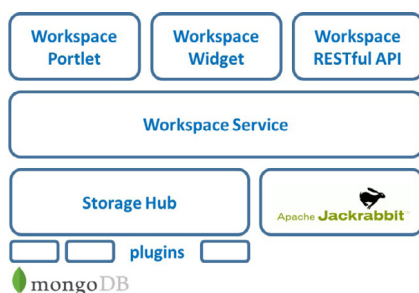 Workspace Portlet
Workspace Widget
Workspace RESTful API
Workspace Service
Storage Hub
Apache Jackrabbit
plugins
mongoDB